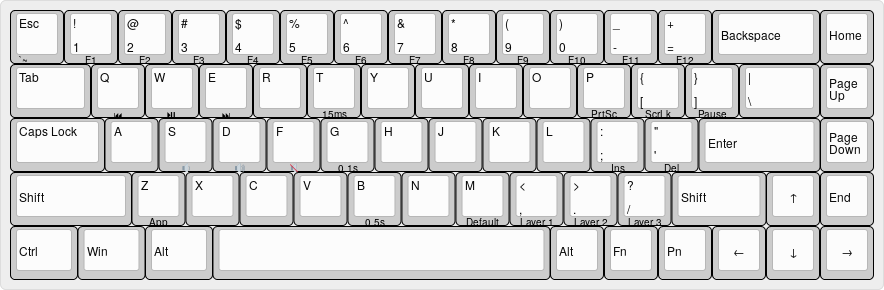 Esc ! @ # $ % ^ & * ( ) _ + Backspace Home
1 2 3 4 5 6 7 8 9 0 - =
`~ F1 F2 F3 F4 F5 F6 F7 F8 F9 F10 F11 F12
Tab Q W E R T Y U I O P { } | Page
Up
[ ] \
⏮ ⏯ ⏭ 15ms PrtSc ScrLk Pause
Caps Lock A S D F G H J K L : " Enter Page
Down
; '
0.1s Ins Del
Shift Z X C V B N M < > ? Shift ↑ End
, . /
App 0.5s Default Layer 1 Layer 2 Layer 3
Ctrl Win Alt Alt Fn Pn ← ↓ →